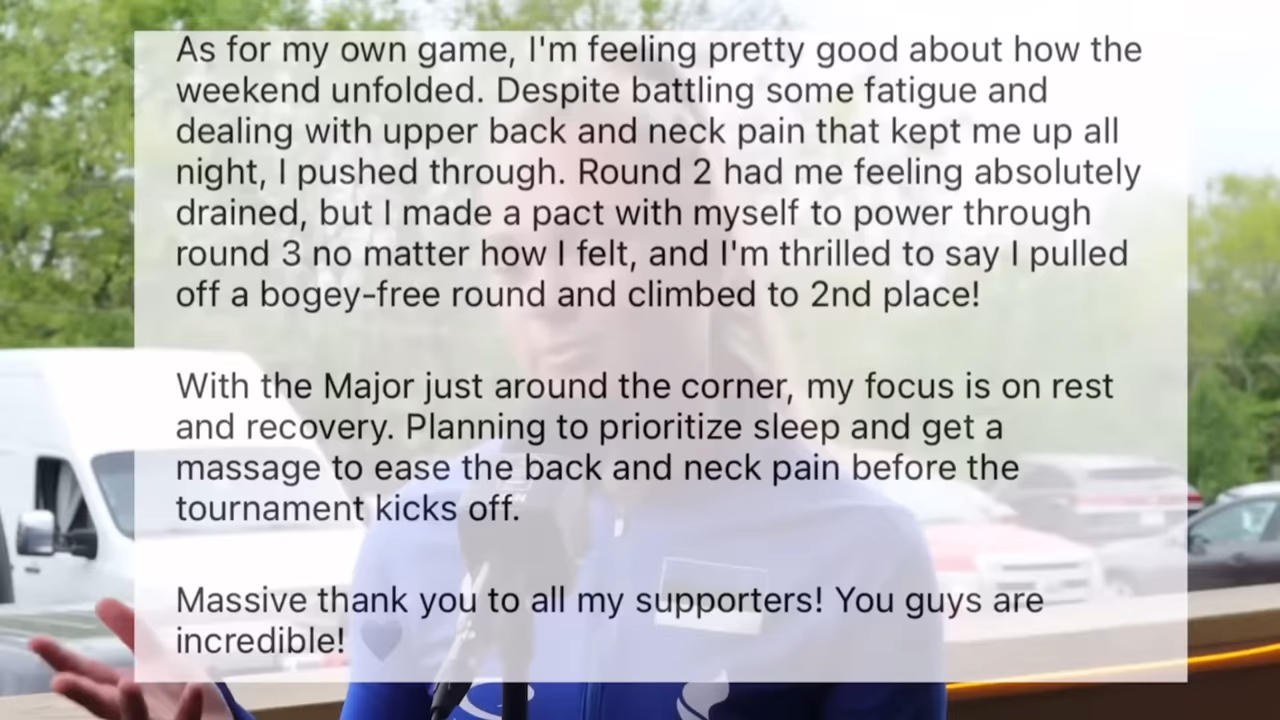 As for my own game, I'm feeling pretty good about how the
weekend unfolded. Despite battling some fatigue and
dealing with upper back and neck pain that kept me up all
night, I pushed through. Round 2 had me feeling absolutely
drained, but I made a pact with myself to power through
round 3 no matter how I felt, and I'm thrilled to say I pulled
off a bogey-free round and climbed to 2nd place!
With the Major just around the corner, my focus is on rest
and recovery. Planning to prioritize sleep and get a
massage to ease the back and neck pain before the
tournament kicks off.
Massive thank you to all my supporters! You guys are
incredible! 💙